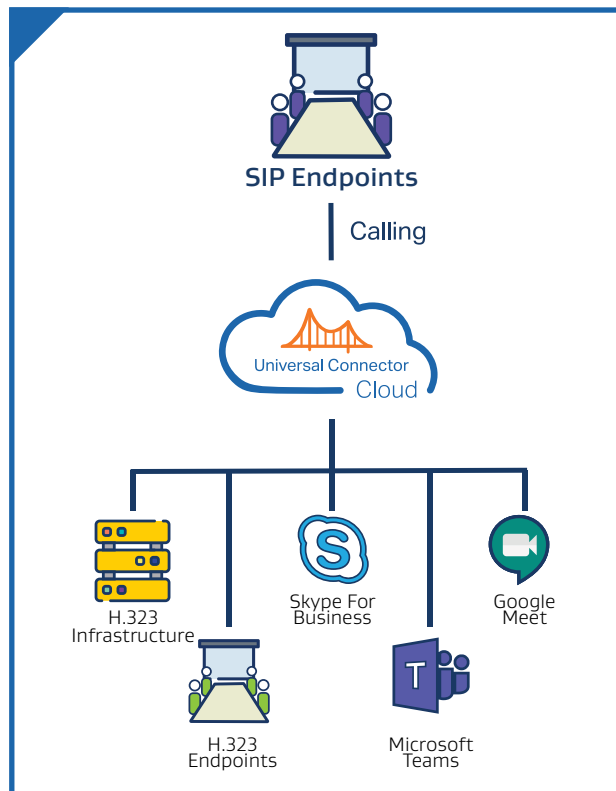 SIP Endpoints
Calling
Universal Connector
Cloud
H.323
Infrastructure
Skype For
Business
Google
Meet
H.323
Endpoints
Microsoft
Teams
S
T